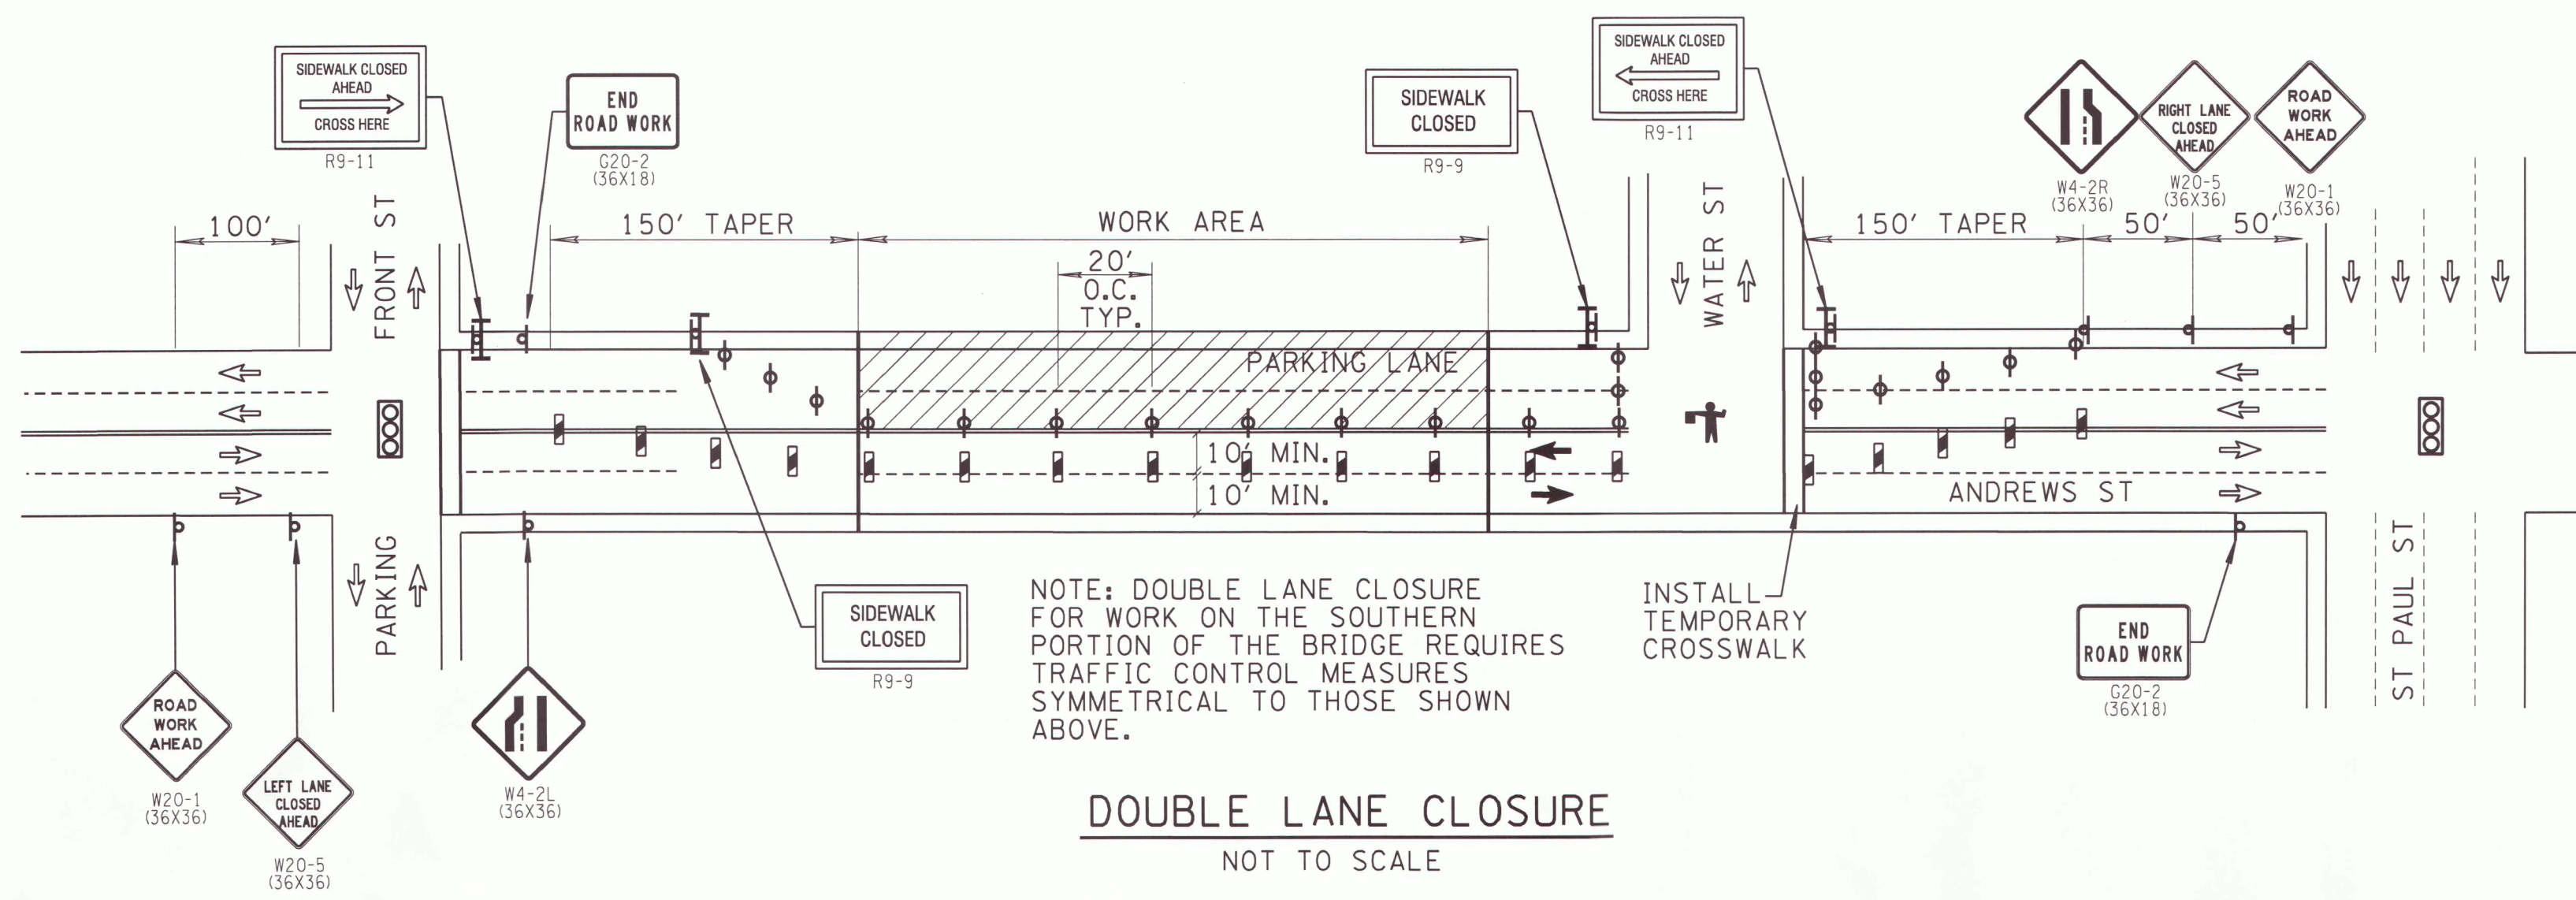 SIDEWALK CLOSED
AHEAD
CROSS HERE
R9-11
END
ROAD WORK
G20-2
(36X18)
SIDEWALK
CLOSED
R9-9
SIDEWALK CLOSED
AHEAD
CROSS HERE
R9-11
W4-2R
(36X36)
RIGHT LANE
CLOSED
AHEAD
W20-5
(36X36)
ROAD
WORK
AHEAD
W20-1
(36X36)
100'
FRONT ST
150' TAPER
WORK AREA
20'
O.C.
TYP.
WATER ST
150' TAPER
50'
50'
PARKING LANE
10' MIN.
10' MIN.
ANDREWS ST
PARKING
ST PAUL ST
ROAD
WORK
AHEAD
W20-1
(36X36)
LEFT LANE
CLOSED
AHEAD
W20-5
(36X36)
W4-2L
(36X36)
SIDEWALK
CLOSED
R9-9
NOTE: DOUBLE LANE CLOSURE
FOR WORK ON THE SOUTHERN
PORTION OF THE BRIDGE REQUIRES
TRAFFIC CONTROL MEASURES
SYMMETRICAL TO THOSE SHOWN
ABOVE.
INSTALL
TEMPORARY
CROSSWALK
END
ROAD WORK
G20-2
(36X18)
DOUBLE LANE CLOSURE
NOT TO SCALE